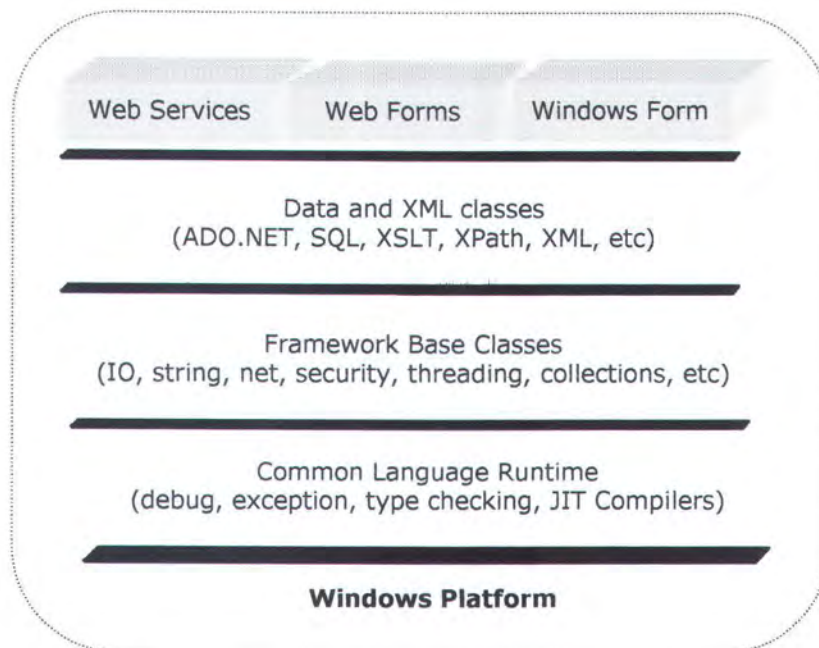 Web Services
Web Forms
Windows Form
Data and XML classes
(ADO.NET, SQL, XSLT, XPath, XML, etc)
Framework Base Classes
(IO, string, net, security, threading, collections, etc)
Common Language Runtime
(debug, exception, type checking, JIT Compilers)
Windows Platform